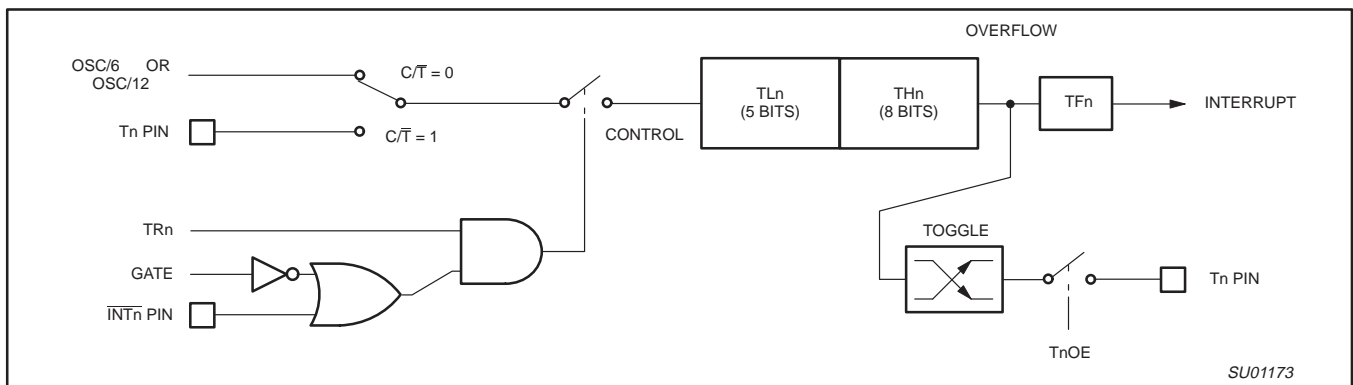 OVERFLOW
OSC/6 OR
OSC/12
C/T̅ = 0
TLn
(5 BITS)
THn
(8 BITS)
TFn
INTERRUPT
Tn PIN
C/T̅ = 1
CONTROL
TRn
TOGGLE
GATE
Tn PIN
I̅N̅T̅n̅ PIN
TnOE
SU01173